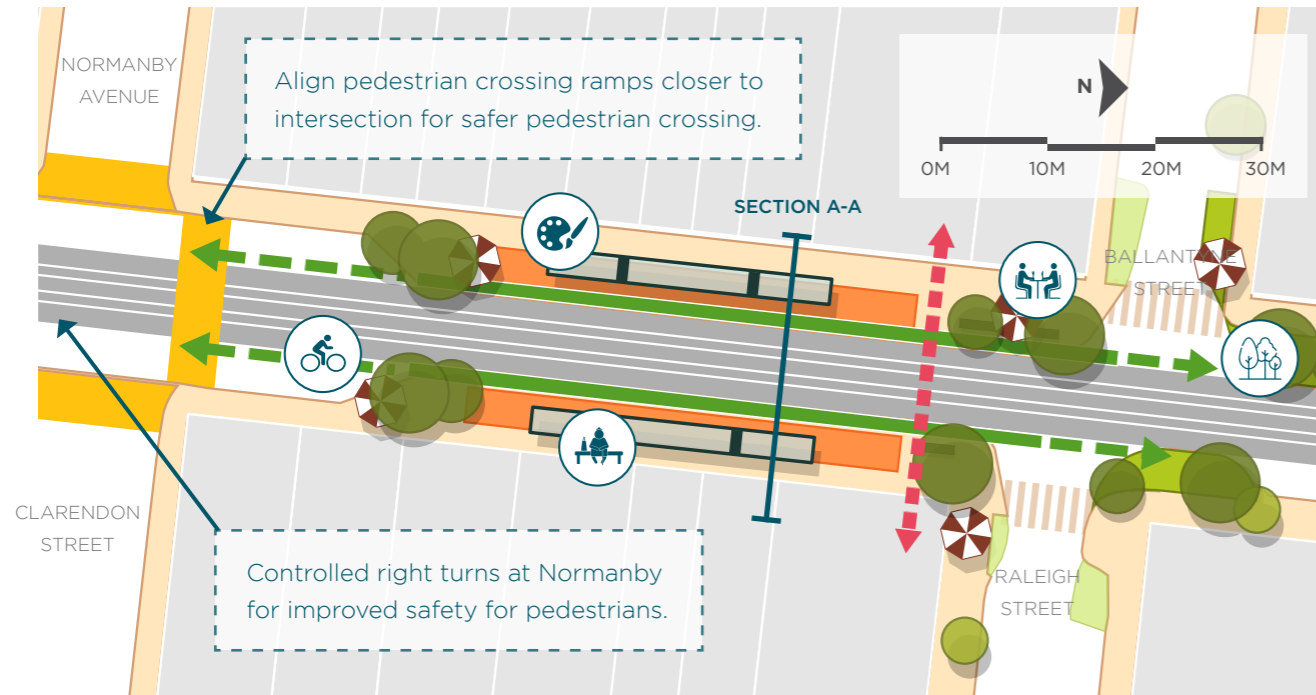 NORMANBY
AVENUE
Align pedestrian crossing ramps closer to
intersection for safer pedestrian crossing.
N
0M 10M 20M 30M
SECTION A-A
BALLANTYNE
STREET
CLARENDON
STREET
Controlled right turns at Normanby
for improved safety for pedestrians.
RALEIGH
STREET